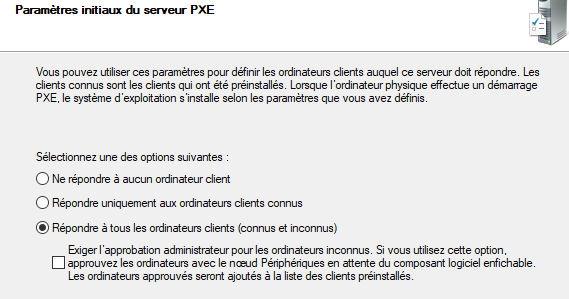 Paramètres initiaux du serveur PXE
Vous pouvez utiliser ces paramètres pour définir les ordinateurs clients auquel ce serveur doit répondre. Les
clients connus sont les clients qui ont été préinstallés. Lorsque l'ordinateur physique effectue un démarrage
PXE, le système d'exploitation s'installe selon les paramètres que vous avez définis.
Sélectionnez une des options suivantes :
Ne répondre à aucun ordinateur client
Répondre uniquement aux ordinateurs clients connus
Répondre à tous les ordinateurs clients (connus et inconnus)
Exiger l'approbation administrateur pour les ordinateurs inconnus. Si vous utilisez cette option,
approuvez les ordinateurs avec le nœud Périphériques en attente du composant logiciel enfichable.
Les ordinateurs approuvés seront ajoutés à la liste des clients préinstallés.